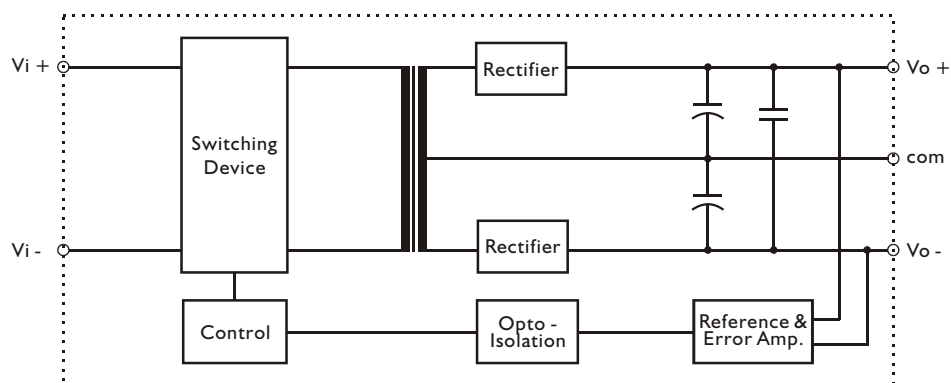 Vi +
Switching
Device
Rectifier
Vo +
com
Vi -
Rectifier
Vo -
Control
Opto -
Isolation
Reference &
Error Amp.